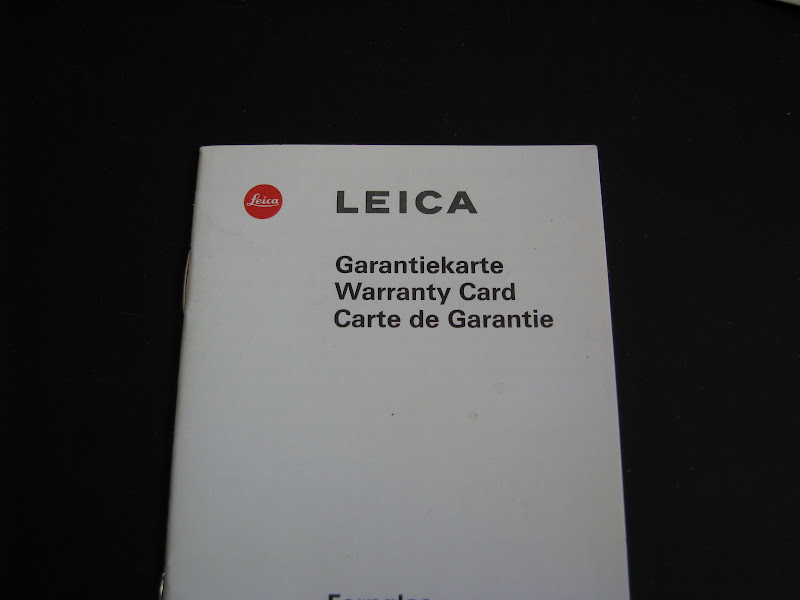 Leica
LEICA
Garantiekarte
Warranty Card
Carte de Garantie